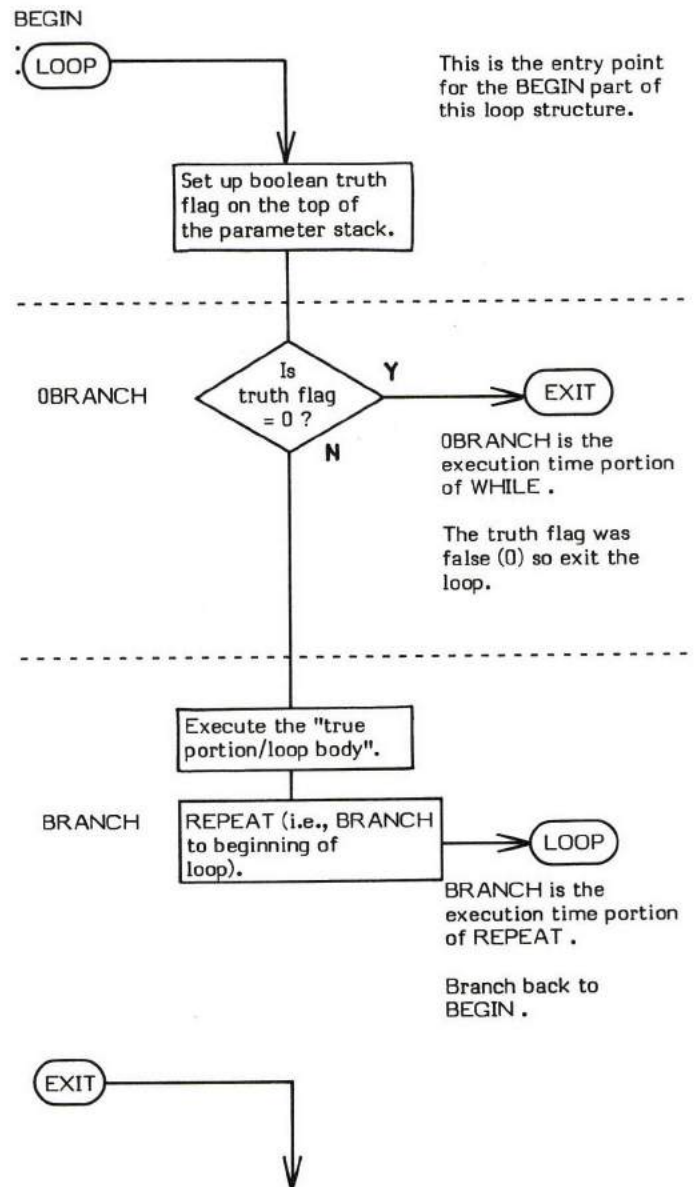 BEGIN
: LOOP
This is the entry point
for the BEGIN part of
this loop structure.
Set up boolean truth
flag on the top of
the parameter stack.
0BRANCH
Is
truth flag
= 0 ?
Y
N
EXIT
0BRANCH is the
execution time portion
of WHILE .
The truth flag was
false (0) so exit the
loop.
Execute the "true
portion/loop body".
BRANCH
REPEAT (i.e., BRANCH
to beginning of
loop).
LOOP
BRANCH is the
execution time portion
of REPEAT .
Branch back to
BEGIN .
EXIT